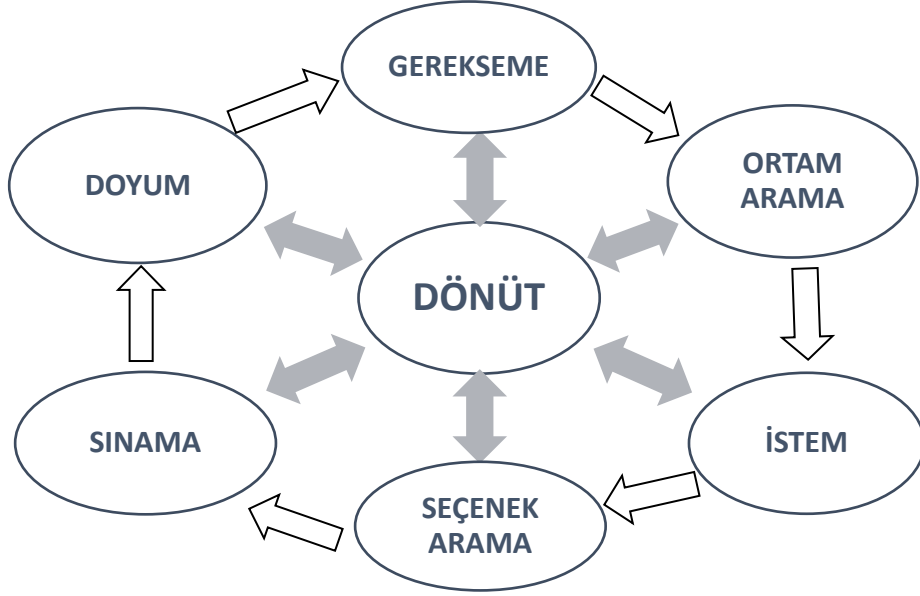 GEREKSEME
ORTAM
ARAMA
DOYUM
DÖNÜT
SINAMA
İSTEM
SEÇENEK
ARAMA